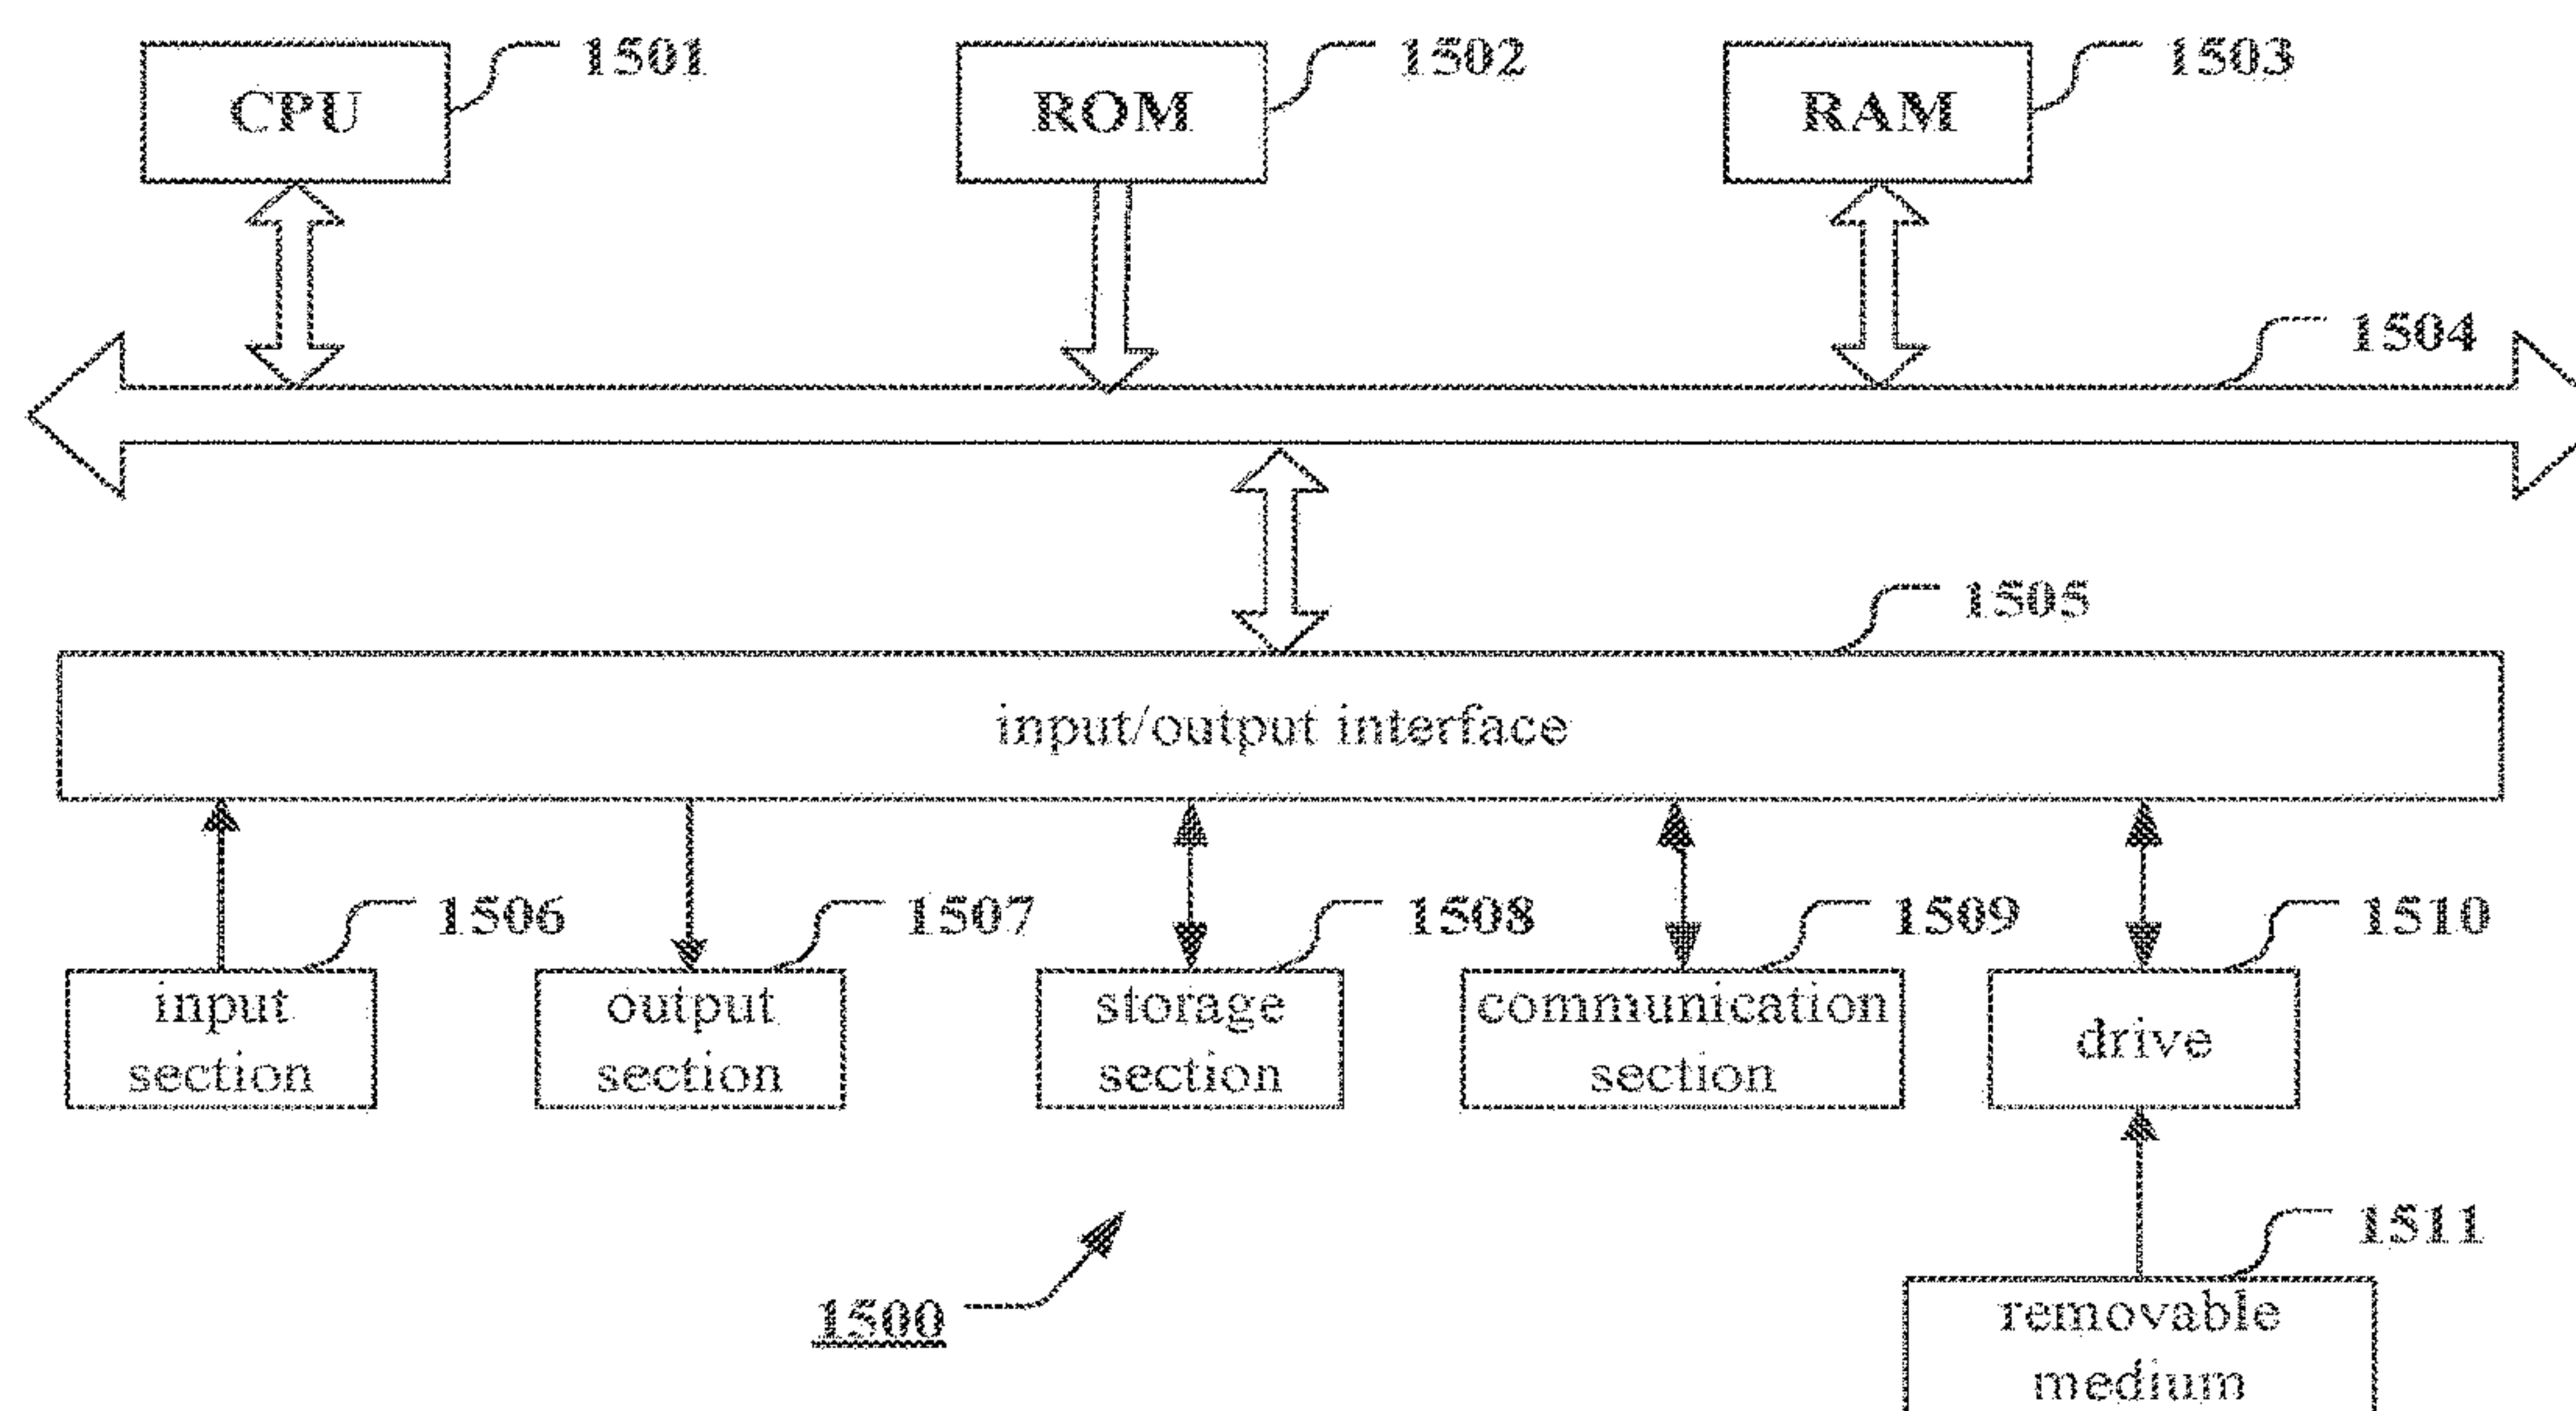 1501
1502
1503
CPU
ROM
RAM
1504
1505
input/output interface
1506
1507
1508
1509
1510
input
section
output
section
storage
section
communication
section
drive
1511
1500
removable
medium